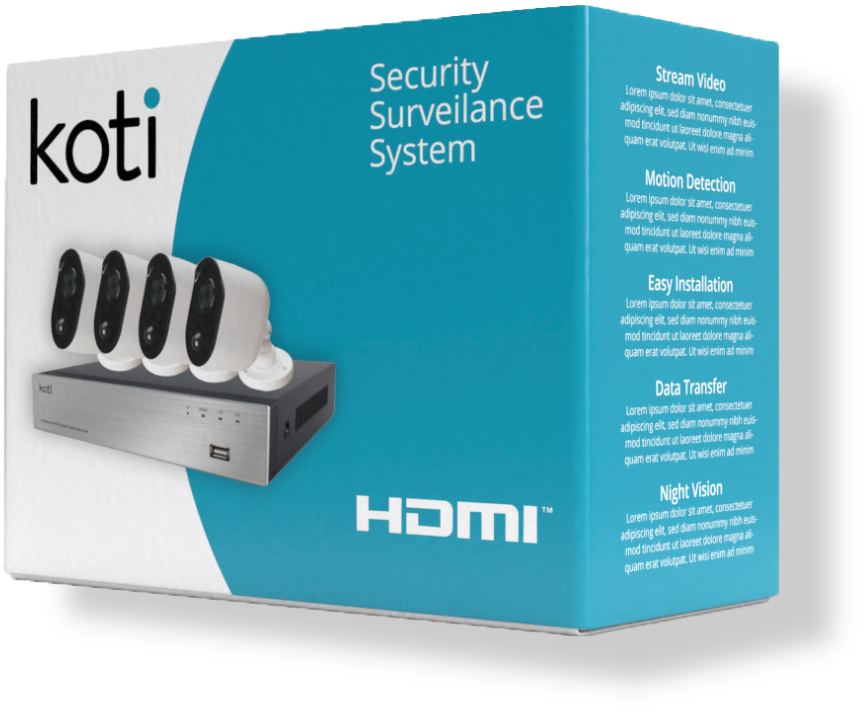 koti
Security
Surveilance
System
koti
HDMI™
Stream Video
Lorem ipsum dolor sit amet, consectetuer
adipiscing elit, sed diam nonummy nibh euis-
mod tincidunt ut laoreet dolore magna ali-
quam erat volutpat. Ut wisi enim ad minim
Motion Detection
Lorem ipsum dolor sit amet, consectetuer
adipiscing elit, sed diam nonummy nibh euis-
mod tincidunt ut laoreet dolore magna ali-
quam erat volutpat. Ut wisi enim ad minim
Easy Installation
Lorem ipsum dolor sit amet, consectetuer
adipiscing elit, sed diam nonummy nibh euis-
mod tincidunt ut laoreet dolore magna ali-
quam erat volutpat. Ut wisi enim ad minim
Data Transfer
Lorem ipsum dolor sit amet, consectetuer
adipiscing elit, sed diam nonummy nibh euis-
mod tincidunt ut laoreet dolore magna ali-
quam erat volutpat. Ut wisi enim ad minim
Night Vision
Lorem ipsum dolor sit amet, consectetuer
adipiscing elit, sed diam nonummy nibh euis-
mod tincidunt ut laoreet dolore magna ali-
quam erat volutpat. Ut wisi enim ad minim